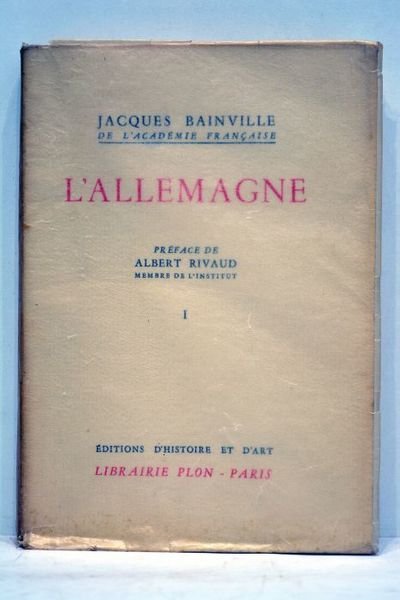 JACQUES BAINVILLE
DE L'ACADÉMIE FRANÇAISE
L'ALLEMAGNE
PRÉFACE DE
ALBERT RIVAUD
MEMBRE DE L'INSTITUT
I
ÉDITIONS D'HISTOIRE ET D'ART
LIBRAIRIE PLON - PARIS